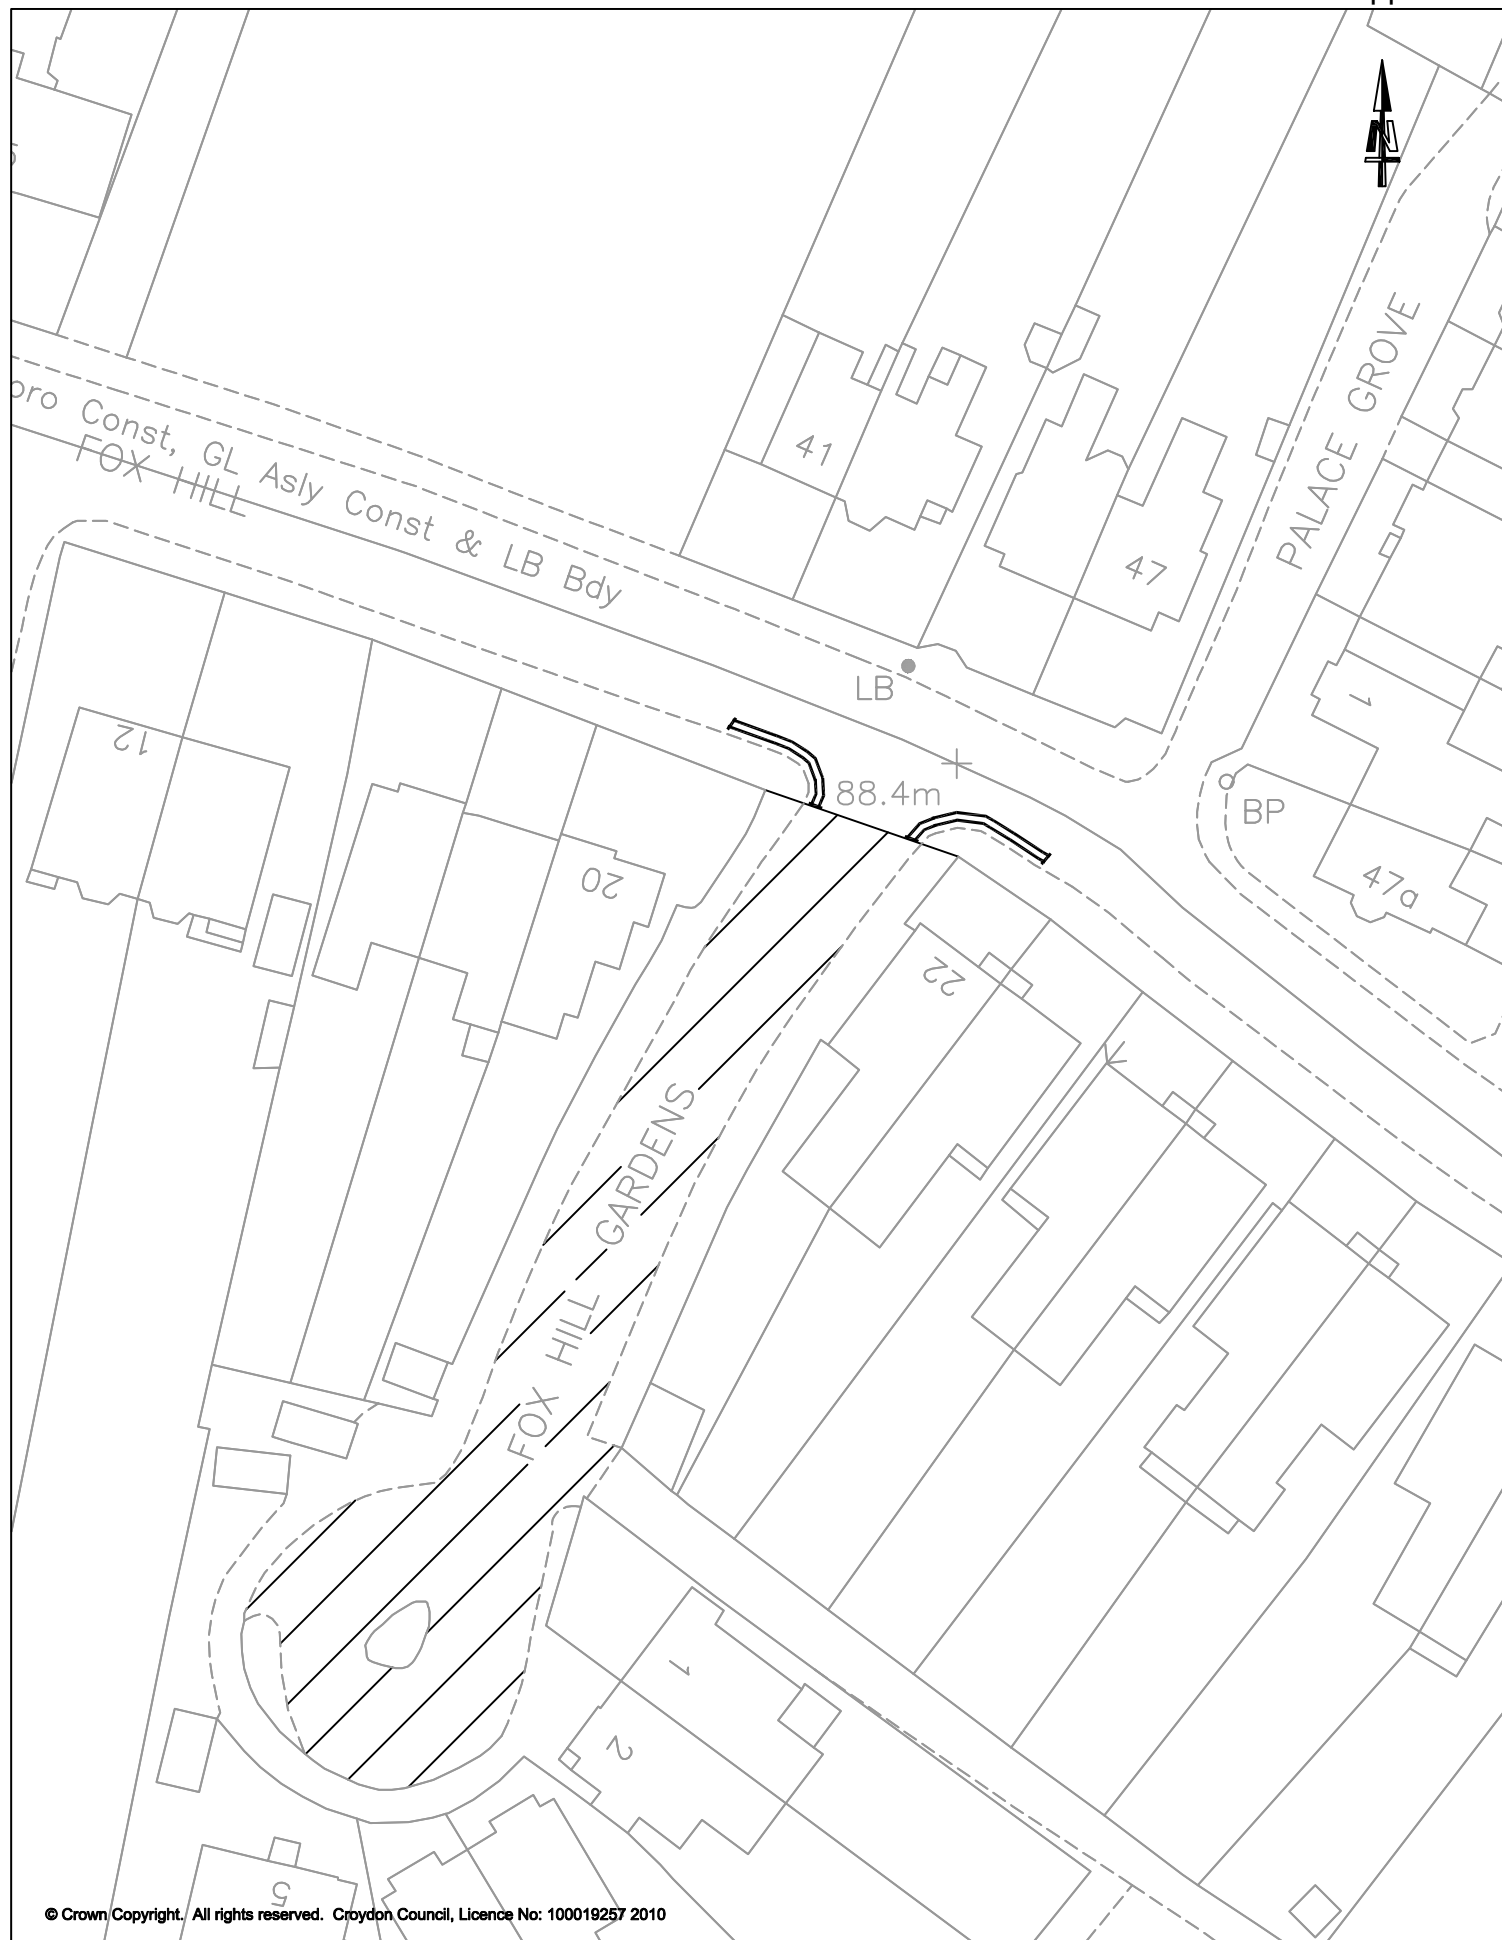 N
PALACE GROVE
oro Const, GL Asly Const & LB Bdy
FOX HILL
41
47
LB
1
12
88.4m
BP
47a
20
22
FOX HILL GARDENS
1
2
5
© Crown Copyright. All rights reserved. Croydon Council, Licence No: 100019257 2010